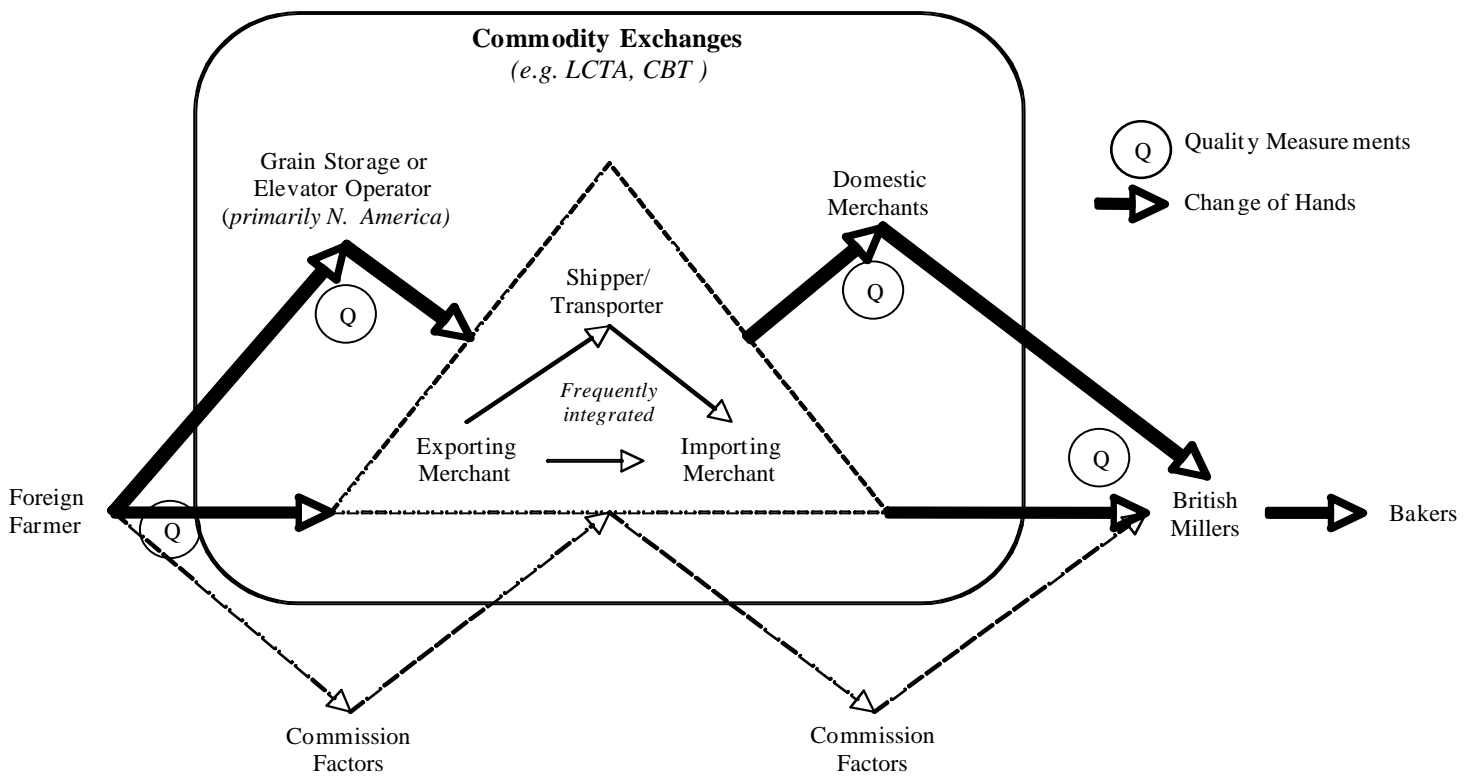 Commodity Exchanges
(e.g. LCTA, CBT )
Grain Storage or
Elevator Operator
(primarily N. America)
Q
Shipper/
Transporter
Frequently
integrated
Exporting
Merchant
Importing
Merchant
Domestic
Merchants
Q
Q
Quality Measurements
Change of Hands
Foreign
Farmer
Q
Q
British
Millers
Bakers
Commission
Factors
Commission
Factors